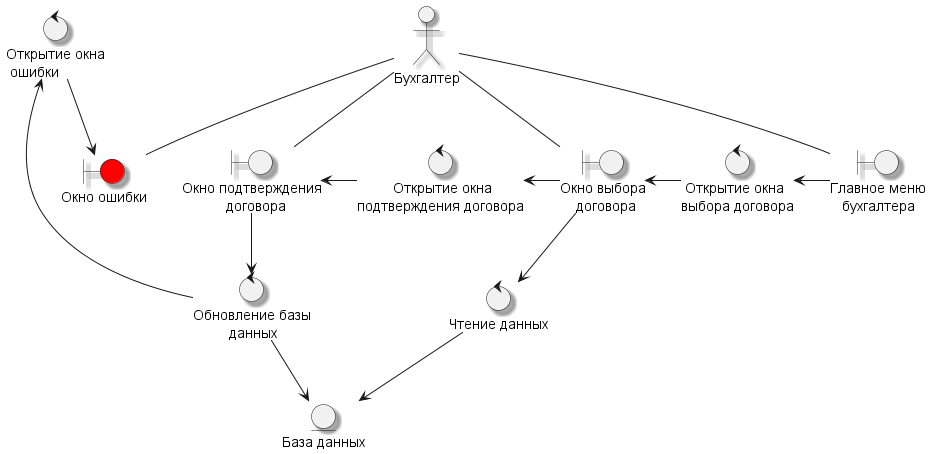 Открытие окна
ошибки
Бухгалтер
Окно ошибки
Окно подтверждения
договора
Открытие окна
подтверждения договора
Окно выбора
договора
Открытие окна
выбора договора
Главное меню
бухгалтера
Обновление базы
данных
Чтение данных
База данных